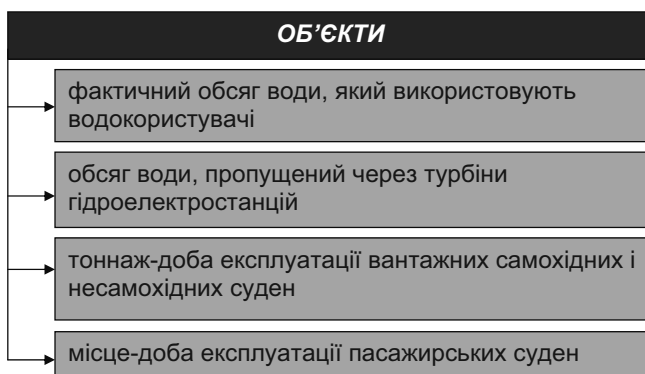 ОБ’ЄКТИ
фактичний обсяг води, який використовують
водокористувачі
обсяг води, пропущений через турбіни
гідроелектростанцій
тоннаж-доба експлуатації вантажних самохідних і
несамохідних суден
місце-доба експлуатації пасажирських суден